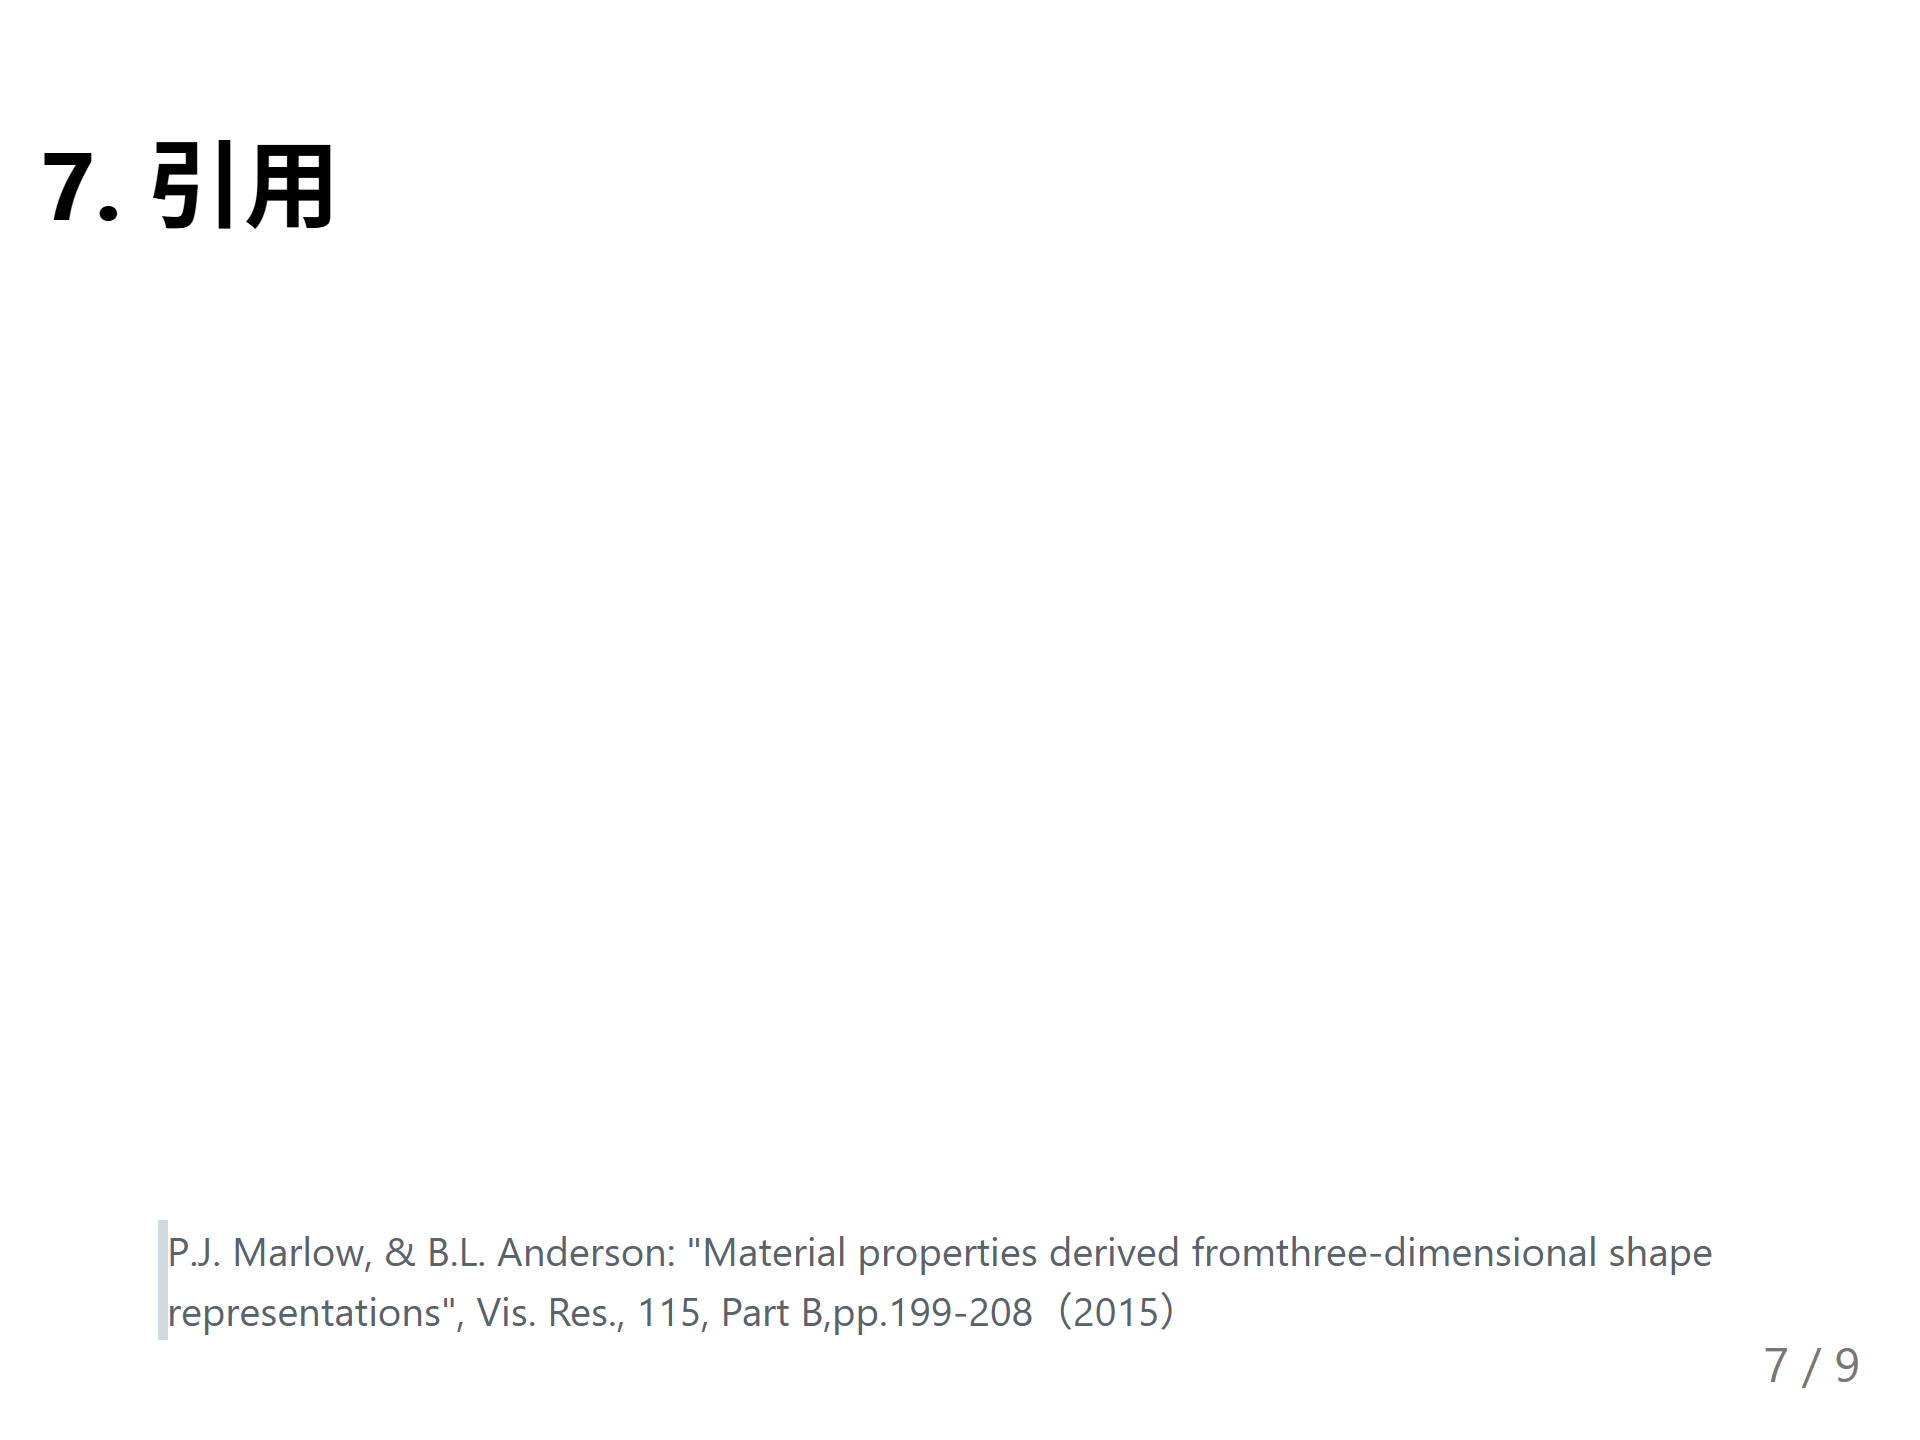 7. 引用
P.J. Marlow, & B.L. Anderson: "Material properties derived fromthree-dimensional shape
representations", Vis. Res., 115, Part B,pp.199-208（2015）
7 / 9